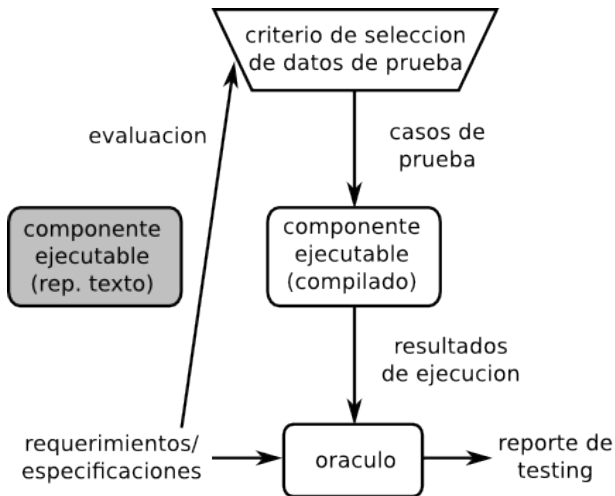 criterio de seleccion
de datos de prueba
evaluacion
casos de
prueba
componente
ejecutable
(rep. texto)
componente
ejecutable
(compilado)
resultados
de ejecucion
requerimientos/
especificaciones
oraculo
reporte de
testing